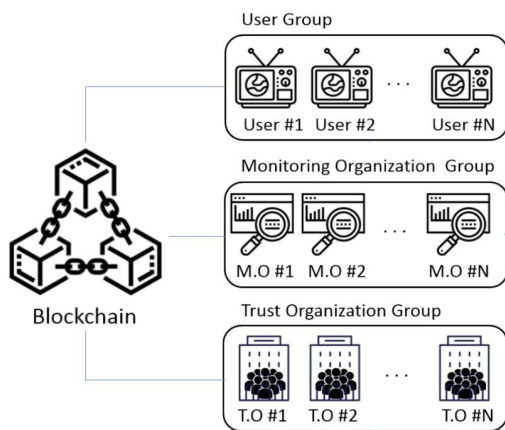 User Group
... 
User #1 User #2 User #N
Monitoring Organization Group
...
M.O #1 M.O #2 M.O #N
Blockchain
Trust Organization Group
...
T.O #1 T.O #2 T.O #N